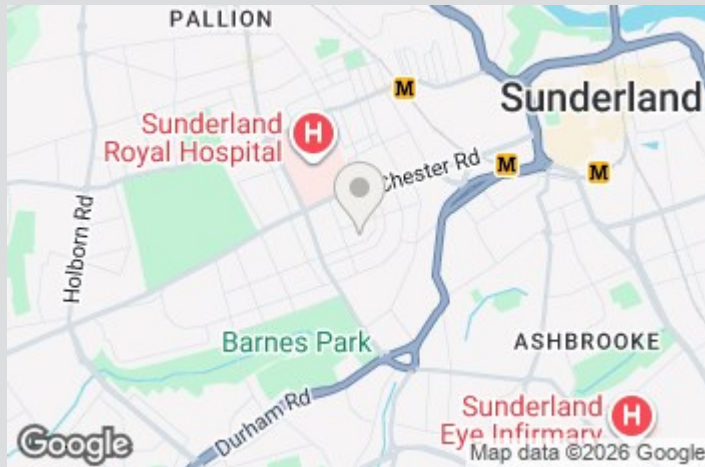 PALLION
M
Sunderland
Sunderland
Royal Hospital
H
Chester Rd
M
M
Holborn Rd
Barnes Park
ASHBROOKE
Durham Rd
Sunderland
Eye Infirmary
H
Google
Map data ©2026 Google